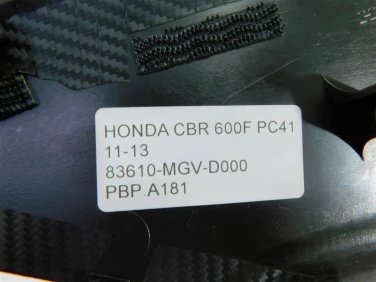 HONDA CBR 600F PC41
11-13
83610-MGV-D000
PBP.A181